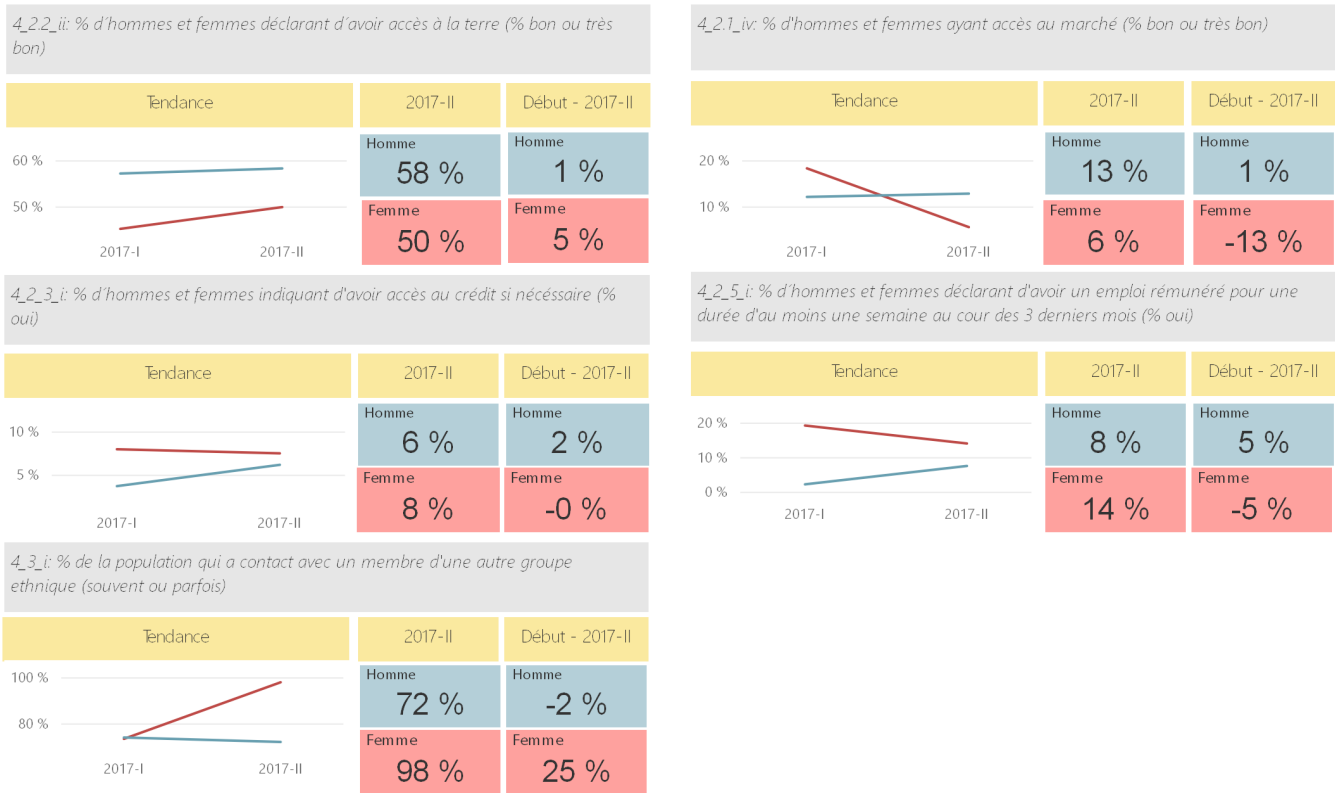 4_2.2_ii: % d´hommes et femmes déclarant d´avoir accès à la terre (% bon ou très
bon)
Tendance
2017-II
Début - 2017-II
60 %
50 %
2017-I
2017-II
Homme
58 %
Homme
1 %
Femme
50 %
Femme
5 %
4_2.1_iv: % d'hommes et femmes ayant accès au marché (% bon ou très bon)
Tendance
2017-II
Début - 2017-II
20 %
10 %
2017-I
2017-II
Homme
13 %
Homme
1 %
Femme
6 %
Femme
-13 %
4_2_3_i: % d´hommes et femmes indiquant d'avoir accès au crédit si nécéssaire (%
oui)
Tendance
2017-II
Début - 2017-II
10 %
5 %
2017-I
2017-II
Homme
6 %
Homme
2 %
Femme
8 %
Femme
-0 %
4_2_5_i: % d´hommes et femmes déclarant d'avoir un emploi rémunéré pour une
durée d'au moins une semaine au cour des 3 derniers mois (% oui)
Tendance
2017-II
Début - 2017-II
20 %
10 %
0 %
2017-I
2017-II
Homme
8 %
Homme
5 %
Femme
14 %
Femme
-5 %
4_3_i: % de la population qui a contact avec un membre d'une autre groupe
ethnique (souvent ou parfois)
Tendance
2017-II
Début - 2017-II
100 %
80 %
2017-I
2017-II
Homme
72 %
Homme
-2 %
Femme
98 %
Femme
25 %